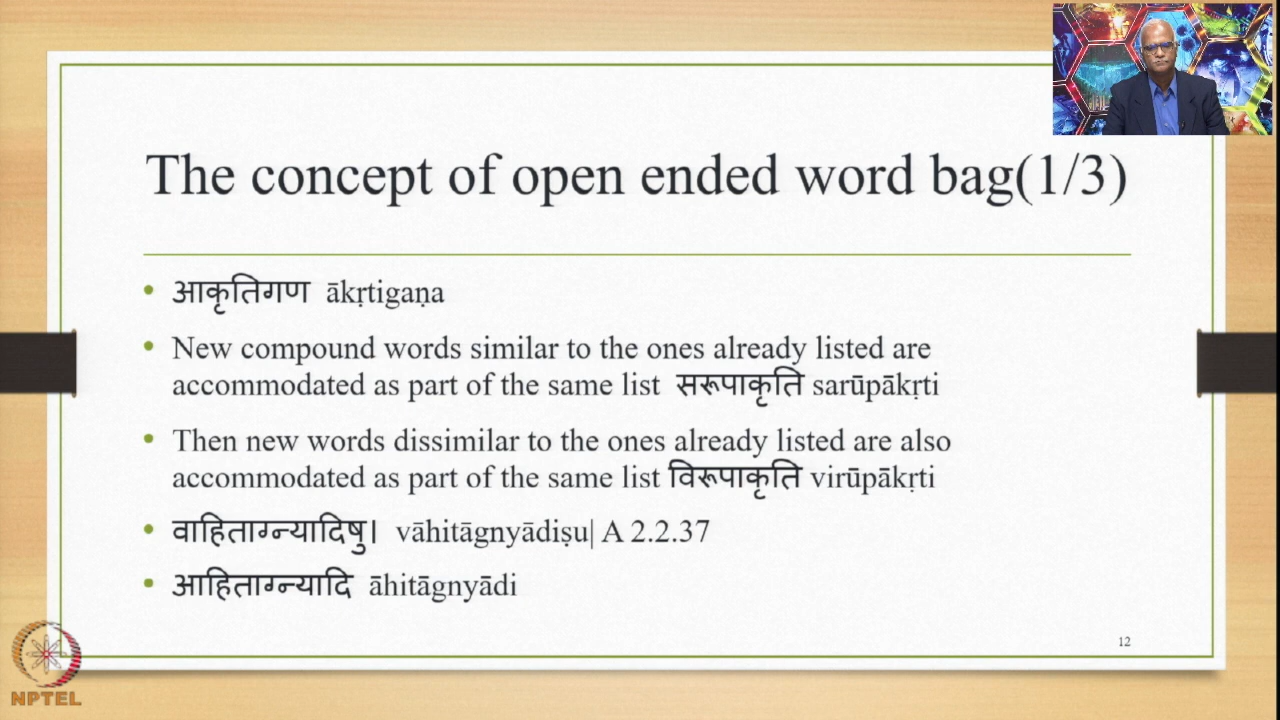 The concept of open ended word bag(1/3)
• आकृतिगण ākṛtigaṇa
• New compound words similar to the ones already listed are
accommodated as part of the same list सरूपाकृति sarūpākṛti
• Then new words dissimilar to the ones already listed are also
accommodated as part of the same list विरूपाकृति virūpākṛti
• वाहिताग्न्यादिषु। vāhitāgnyādiṣu| A 2.2.37
• आहिताग्न्यादि āhitāgnyādi
12
NPTEL